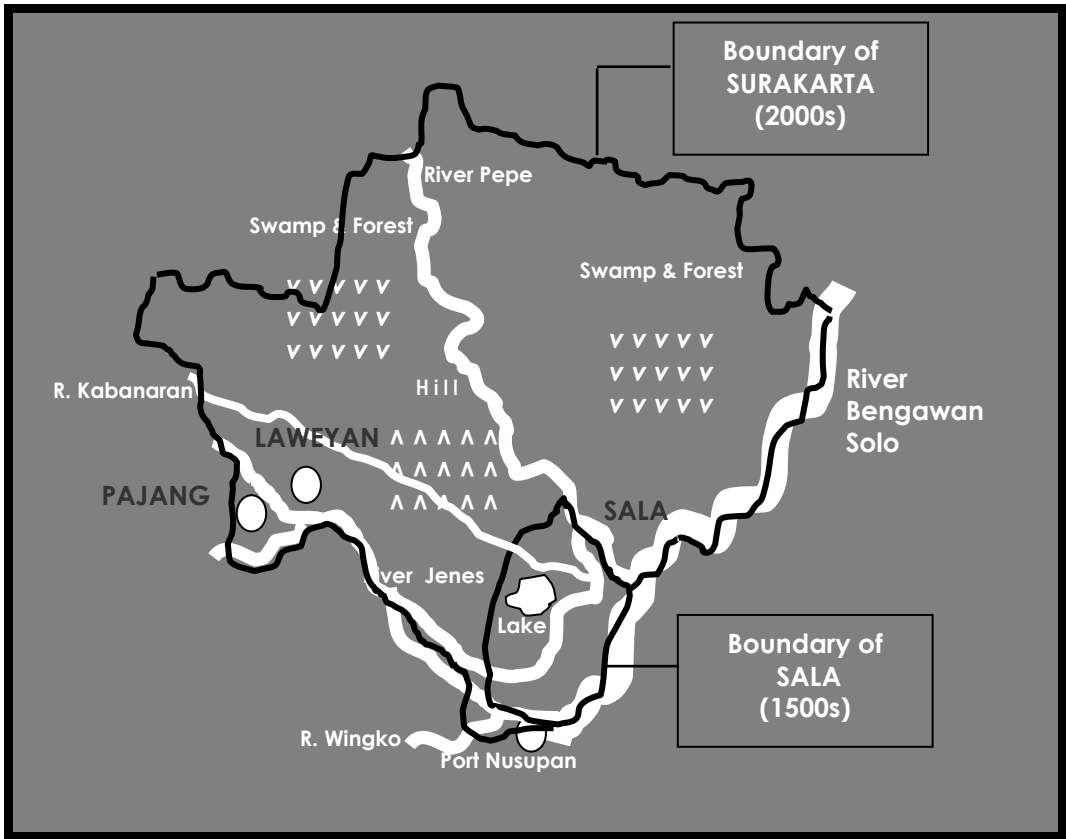 Boundary of
SURAKARTA
(2000s)
River Pepe
Swamp & Forest
Swamp & Forest
Hill
R. Kabanaran
River
Bengawan
Solo
LAWEYAN
PAJANG
SALA
River Jenes
Lake
Boundary of
SALA
(1500s)
R. Wingko
Port Nusupan